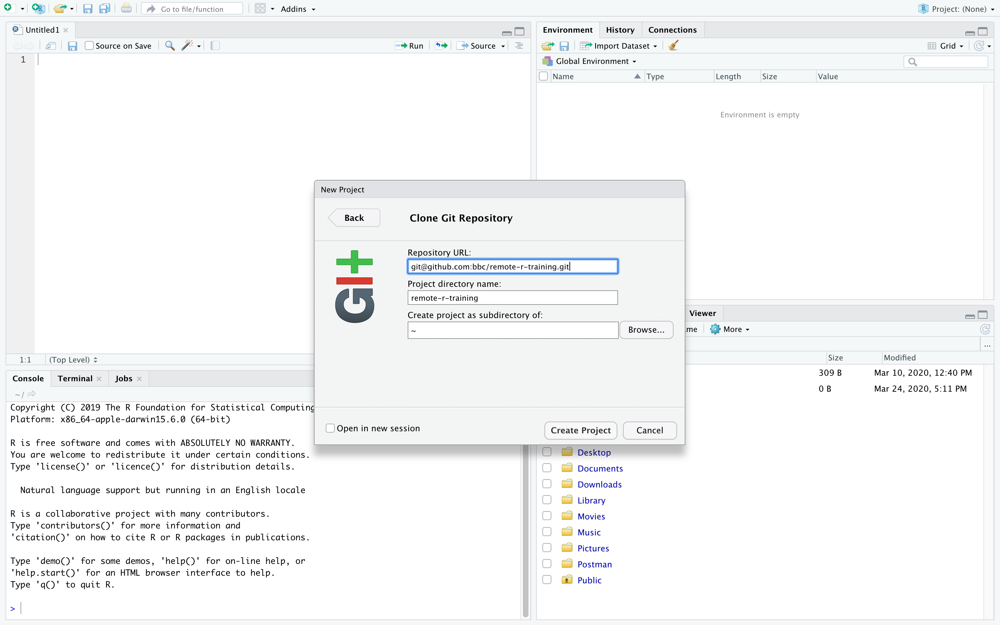 Go to file/function
Addins
Project: (None)
Untitled1
Source on Save
Run
Source
1
1:1
(Top Level)
Environment
History
Connections
Import Dataset
Grid
Global Environment
Name
Type
Length
Size
Value
Environment is empty
New Project
Back
Clone Git Repository
GIT
Repository URL:
git@github.com:bbc/remote-r-training.git
Project directory name:
remote-r-training
Create project as subdirectory of:
~
Browse...
Open in new session
Create Project
Cancel
Console
Terminal
Jobs
~/
Copyright (C) 2019 The R Foundation for Statistical Computing
Platform: x86_64-apple-darwin15.6.0 (64-bit)
R is free software and comes with ABSOLUTELY NO WARRANTY.
You are welcome to redistribute it under certain conditions.
Type 'license()' or 'licence()' for distribution details.
Natural language support but running in an English locale
R is a collaborative project with many contributors.
Type 'contributors()' for more information and
'citation()' on how to cite R or R packages in publications.
Type 'demo()' for some demos, 'help()' for on-line help, or
'help.start()' for an HTML browser interface to help.
Type 'q()' to quit R.
>
Viewer
me
More
...
Size
Modified
309 B
Mar 10, 2020, 12:40 PM
0 B
Mar 24, 2020, 5:11 PM
Desktop
Documents
Downloads
Library
Movies
Music
Pictures
Postman
Public